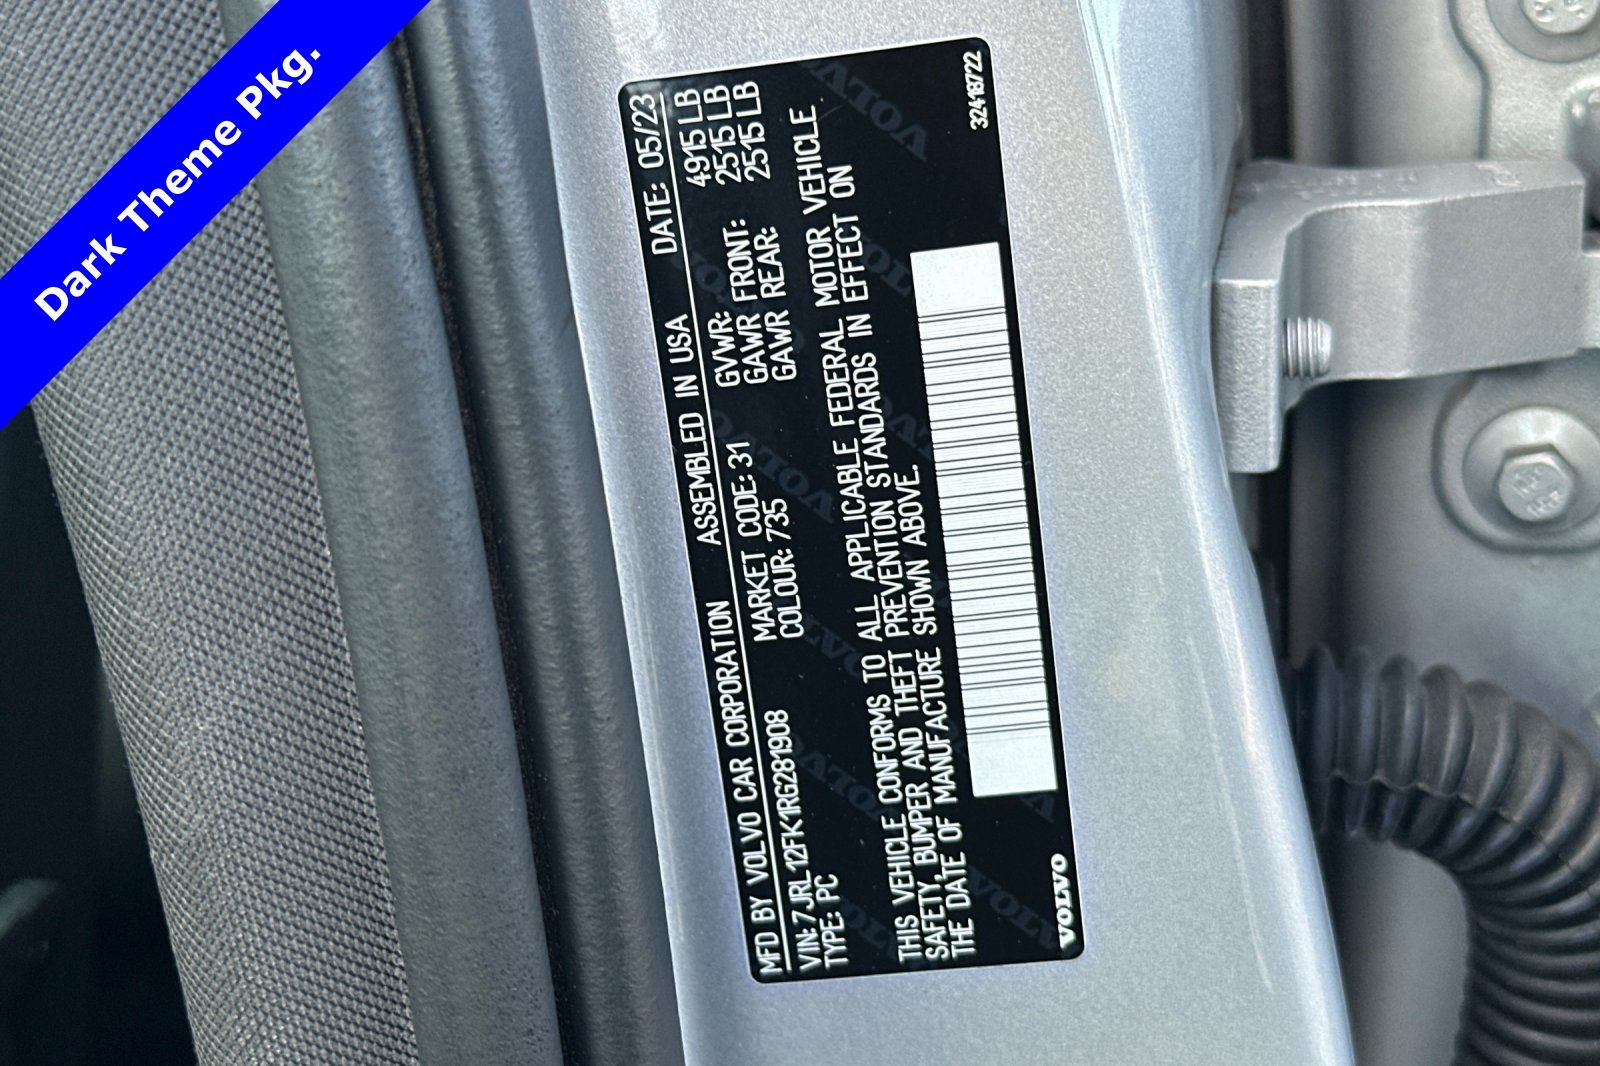 Dark Theme Pkg.
MFD BY VOLVO CAR CORPORATION ASSEMBLED IN USA DATE: 05/23
VIN: 7JRL12FK1RG281908 MARKET CODE: 31 GVWR: 4915 LB
TYPE: PC COLOUR: 735 GAWR FRONT: 2515 LB
GAWR REAR: 2515 LB
THIS VEHICLE CONFORMS TO ALL APPLICABLE FEDERAL MOTOR VEHICLE
SAFETY, BUMPER AND THEFT PREVENTION STANDARDS IN EFFECT ON
THE DATE OF MANUFACTURE SHOWN ABOVE.
VOLVO
32418722